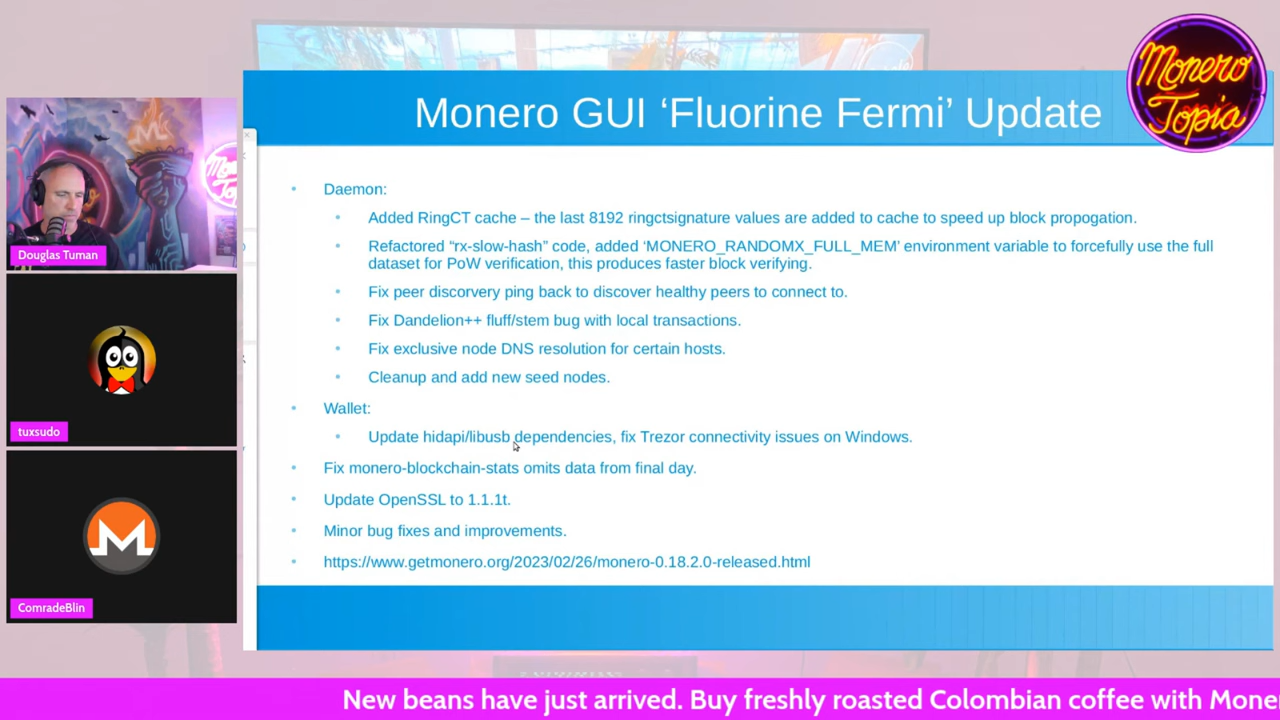 Monero GUI ‘Fluorine Fermi’ Update
Monero
Topia
Daemon:
Added RingCT cache – the last 8192 ringctsignature values are added to cache to speed up block propogation.
Refactored “rx-slow-hash” code, added ‘MONERO_RANDOMX_FULL_MEM’ environment variable to forcefully use the full
dataset for PoW verification, this produces faster block verifying.
Fix peer discorvery ping back to discover healthy peers to connect to.
Fix Dandelion++ fluff/stem bug with local transactions.
Fix exclusive node DNS resolution for certain hosts.
Cleanup and add new seed nodes.
Wallet:
Update hidapi/libusb dependencies, fix Trezor connectivity issues on Windows.
Fix monero-blockchain-stats omits data from final day.
Update OpenSSL to 1.1.1t.
Minor bug fixes and improvements.
https://www.getmonero.org/2023/02/26/monero-0.18.2.0-released.html
Douglas Tuman
tuxsudo
ComradeBlin
New beans have just arrived. Buy freshly roasted Colombian coffee with Mone